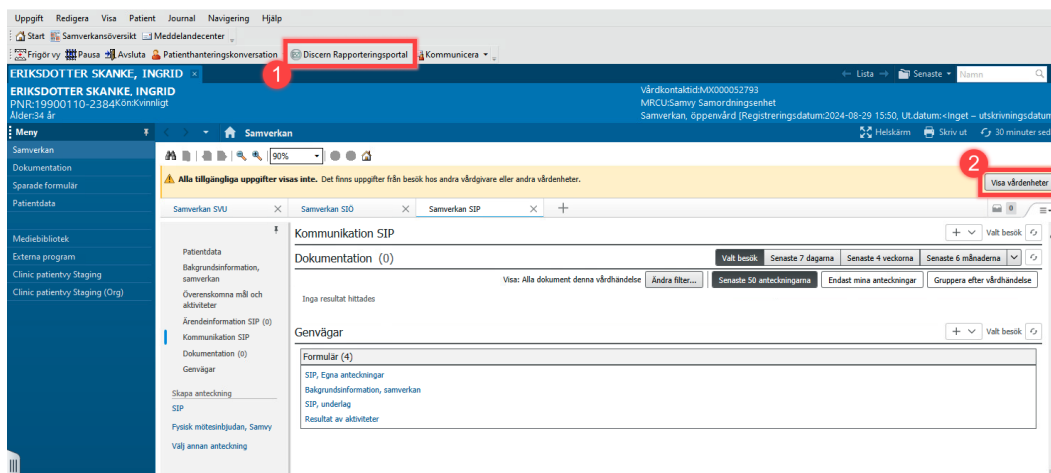 Uppgift Redigera Visa Patient Journal Navigering Hjälp
Start Samverkansöversikt Meddelandecenter
Frigör vy Pausa Avsluta Patienthanteringskonversation Discern Rapporteringsportal Kommunicera
1
ERIKSDOTTER SKANKE, INGRID × Lista Senaste Namn
ERIKSDOTTER SKANKE, INGRID Vårdkontaktid:MX000052793
PNR:19900110-2384 Kön:Kvinnligt MRCU:Samvy Samordningsenhet
Ålder:34 år Samverkan, öppenvård [Registreringsdatum:2024-08-29 15:50, Ut.datum:<Inget – utskrivningsdatum
Meny Samverkan Helskärm Skriv ut 30 minuter sed
Samverkan
Dokumentation
Sparade formulär
Patientdata
Mediebibliotek
Externa program
Clinic patientvy Staging
Clinic patientvy Staging (Org)
90%
2
Alla tillgängliga uppgifter visas inte. Det finns uppgifter från besök hos andra vårdgivare eller andra vårdenheter. Visa vårdenheter
Samverkan SVU × Samverkan SIÖ × Samverkan SIP × + 0
Patientdata
Bakgrundsinformation,
samverkan
Överenskomna mål och
aktiviteter
Ärendeinformation SIP (0)
Kommunikation SIP
Dokumentation (0)
Genvägar
Skapa anteckning
SIP
Fysisk mötesinbjudan, Samvy
Välj annan anteckning
Kommunikation SIP + Valt besök
Dokumentation (0) Valt besök Senaste 7 dagarna Senaste 4 veckorna Senaste 6 månaderna
Visa: Alla dokument denna vårdhändelse Ändra filter... Senaste 50 anteckningarna Endast mina anteckningar Gruppera efter vårdhändelse
Inga resultat hittades
Genvägar + Valt besök
Formulär (4)
SIP, Egna anteckningar
Bakgrundsinformation, samverkan
SIP, underlag
Resultat av aktiviteter